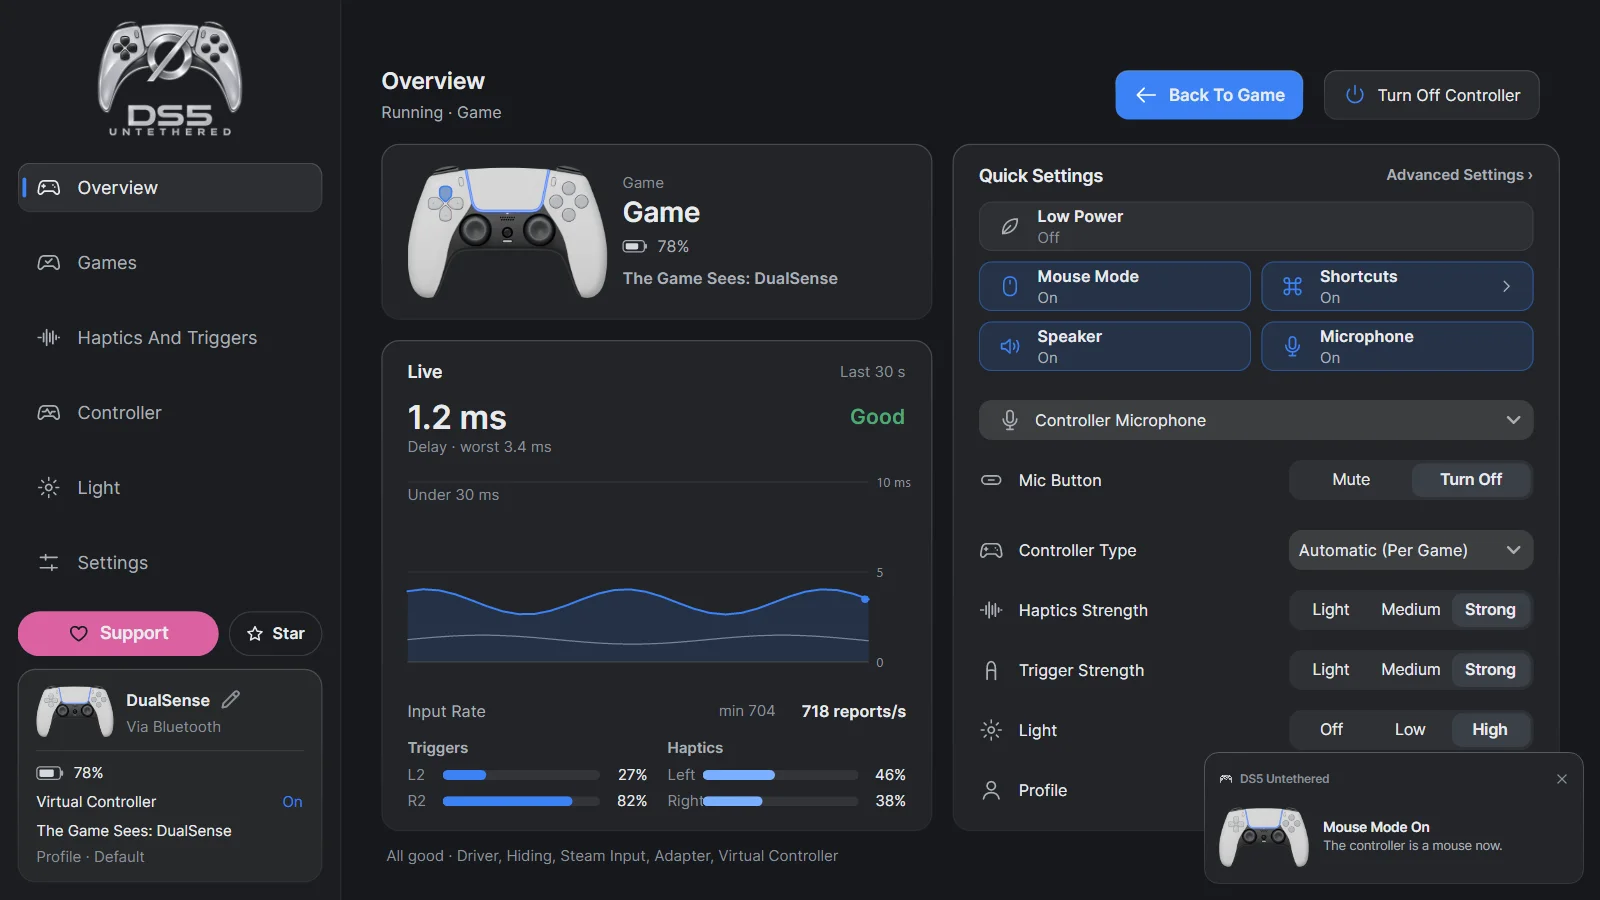 DS5
UNTETHERED
Overview
Games
Haptics And Triggers
Controller
Light
Settings
Support
Star
DualSense
Via Bluetooth
78%
Virtual Controller On
The Game Sees: DualSense
Profile · Default
Overview
Running · Game
Back To Game
Turn Off Controller
Game
Game
78%
The Game Sees: DualSense
Live
Last 30 s
1.2 ms
Good
Delay · worst 3.4 ms
10 ms
Under 30 ms
5
0
Input Rate min 704 718 reports/s
Triggers
L2 27%
R2 82%
Haptics
Left 46%
Right 38%
All good · Driver, Hiding, Steam Input, Adapter, Virtual Controller
Quick Settings
Advanced Settings ›
Low Power
Off
Mouse Mode
On
Shortcuts
On
Speaker
On
Microphone
On
Controller Microphone
Mic Button Mute Turn Off
Controller Type Automatic (Per Game)
Haptics Strength Light Medium Strong
Trigger Strength Light Medium Strong
Light Off Low High
Profile
DS5 Untethered
Mouse Mode On
The controller is a mouse now.